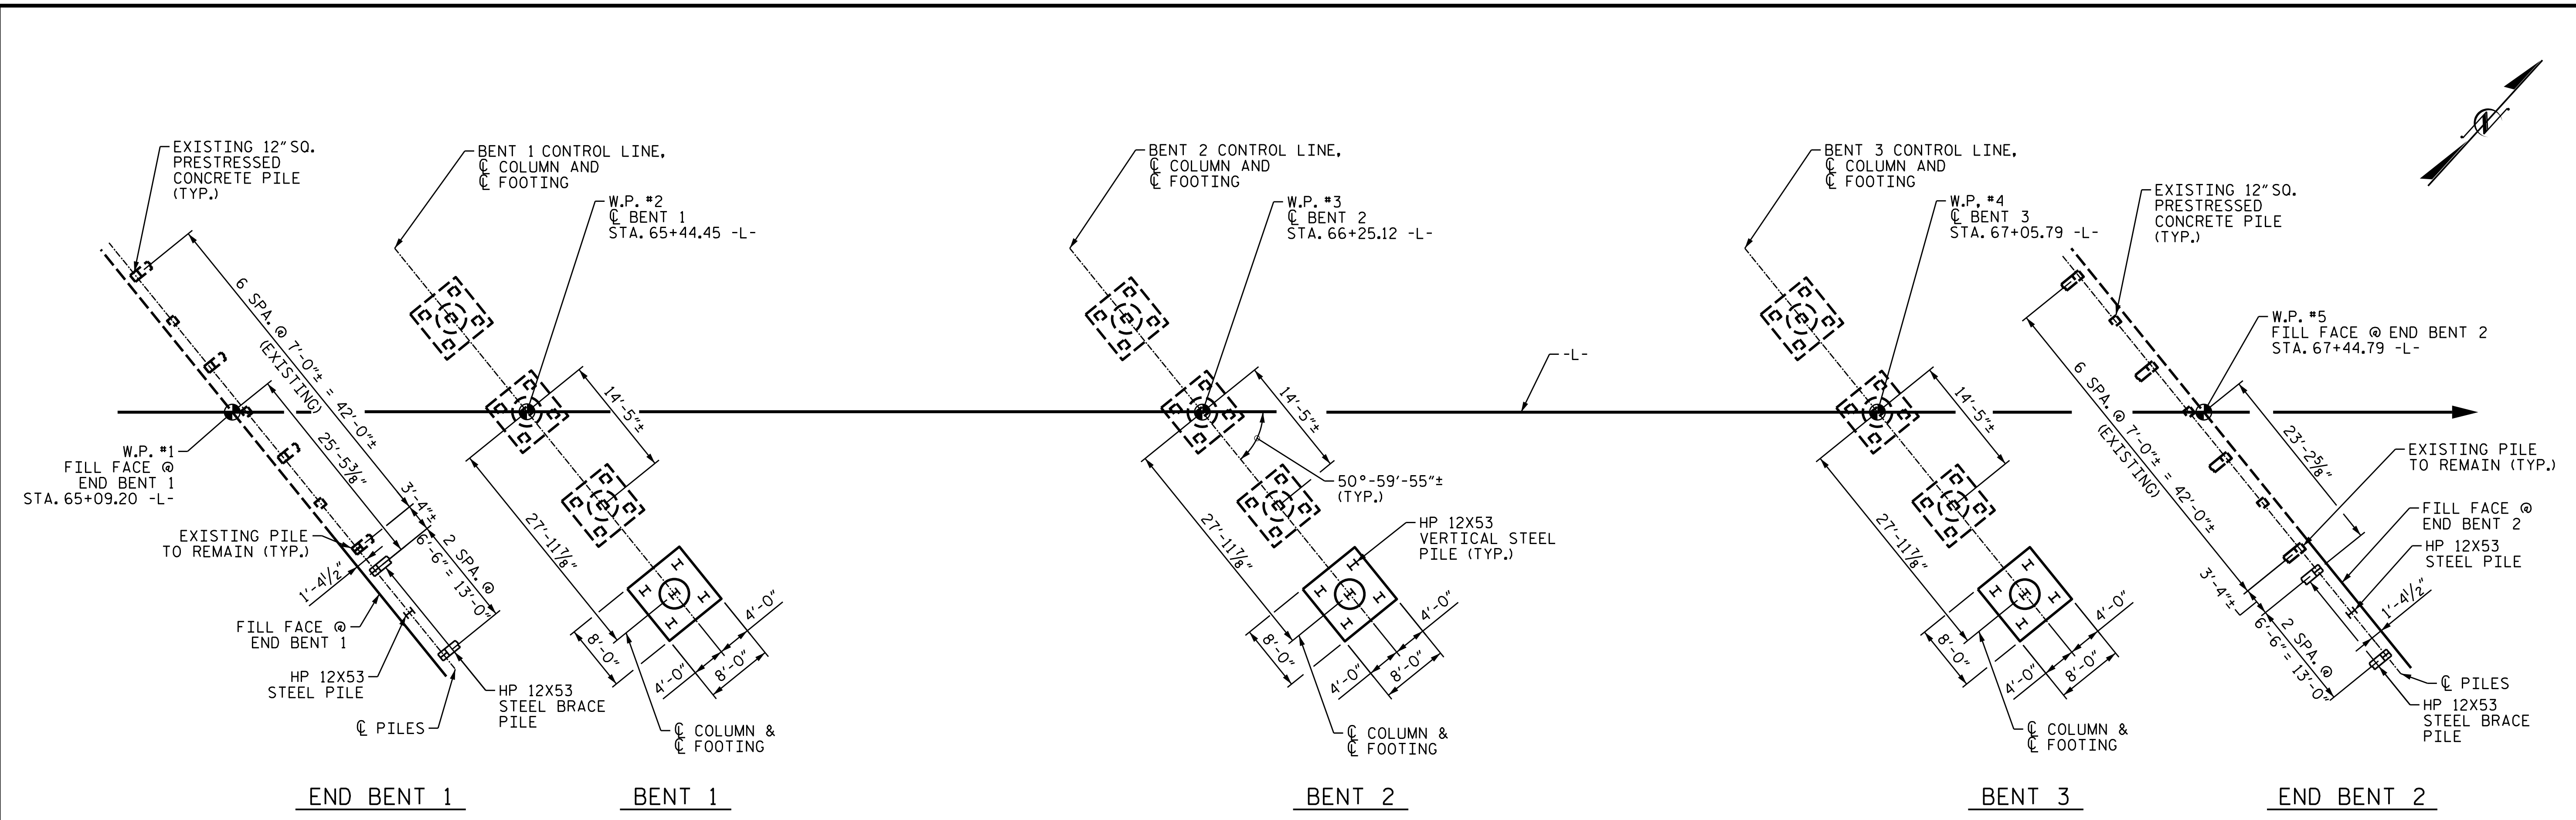 EXISTING 12" SQ.
PRESTRESSED
CONCRETE PILE
(TYP.)
6 SPA. @ 7'-0"± = 42'-0"±
(EXISTING)
W.P. #1
FILL FACE @
END BENT 1
STA. 65+09.20 -L-
25'-5 3/8"
3'-4"±
2 SPA. @
6'-6" = 13'-0"
EXISTING PILE
TO REMAIN (TYP.)
1'-4 1/2"
FILL FACE @
END BENT 1
HP 12X53
STEEL PILE
℄ PILES
HP 12X53
STEEL BRACE
PILE
END BENT 1
BENT 1 CONTROL LINE,
℄ COLUMN AND
℄ FOOTING
W.P. #2
℄ BENT 1
STA. 65+44.45 -L-
14'-5"±
27'-11 7/8"
8'-0"
4'-0"
4'-0"
8'-0"
℄ COLUMN &
℄ FOOTING
BENT 1
BENT 2 CONTROL LINE,
℄ COLUMN AND
℄ FOOTING
W.P. #3
℄ BENT 2
STA. 66+25.12 -L-
14'-5"±
50°-59'-55"±
(TYP.)
27'-11 7/8"
HP 12X53
VERTICAL STEEL
PILE (TYP.)
8'-0"
4'-0"
4'-0"
8'-0"
℄ COLUMN &
℄ FOOTING
BENT 2
-L-
BENT 3 CONTROL LINE,
℄ COLUMN AND
℄ FOOTING
W.P. #4
℄ BENT 3
STA. 67+05.79 -L-
14'-5"±
27'-11 7/8"
8'-0"
4'-0"
4'-0"
8'-0"
℄ COLUMN &
℄ FOOTING
BENT 3
N
EXISTING 12" SQ.
PRESTRESSED
CONCRETE PILE
(TYP.)
W.P. #5
FILL FACE @ END BENT 2
STA. 67+44.79 -L-
6 SPA. @ 7'-0"± = 42'-0"±
(EXISTING)
23'-2 5/8"
EXISTING PILE
TO REMAIN (TYP.)
FILL FACE @
END BENT 2
HP 12X53
STEEL PILE
3'-4"±
2 SPA. @
6'-6" = 13'-0"
1'-4 1/2"
℄ PILES
HP 12X53
STEEL BRACE
PILE
END BENT 2